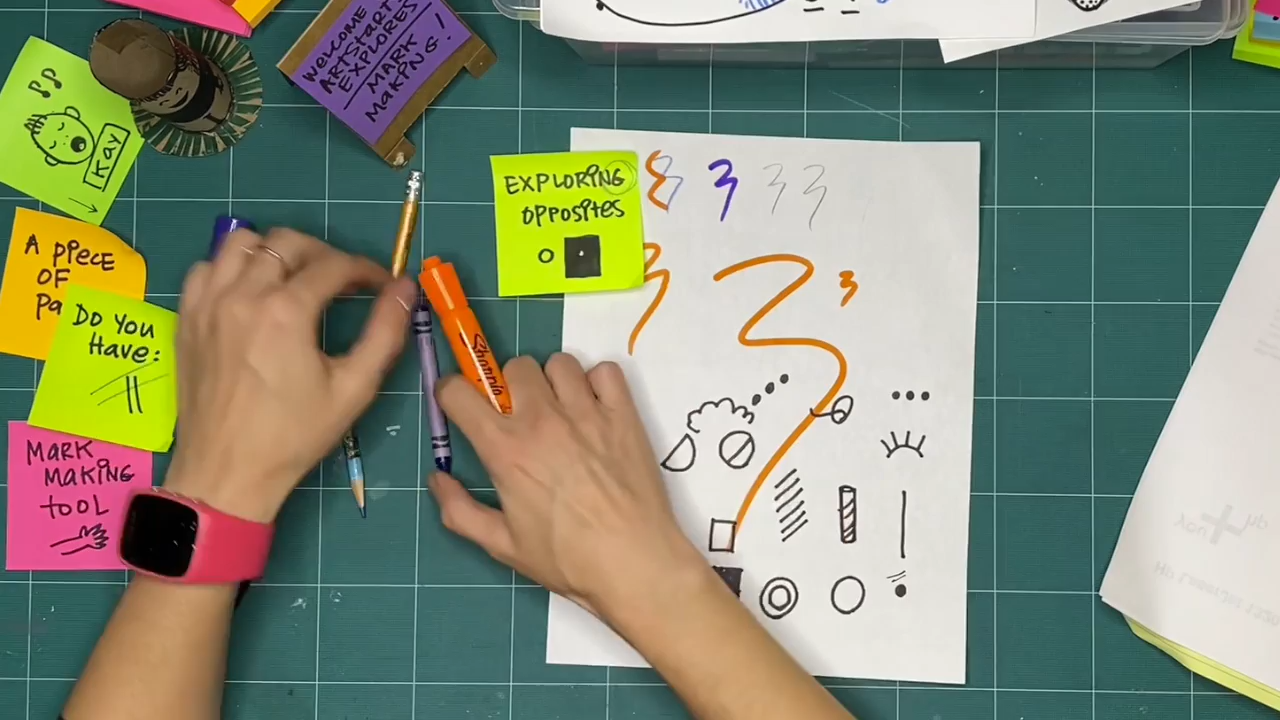 WELCOME
ARTSTART
EXPLORES
MARK
MAKING!
KAY
EXPLORING
OPPOSITES
A PIECE
OF
Do you
Have:
MARK
MAKING
tool
Sharpie